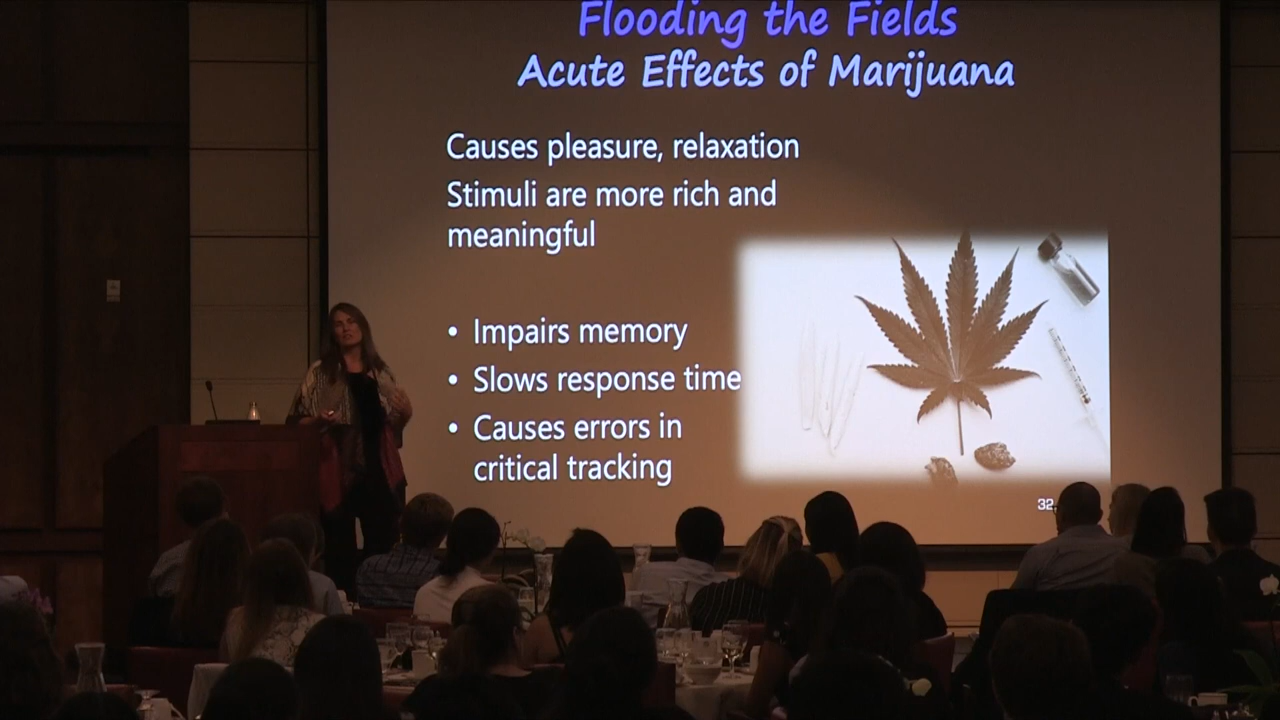 Flooding the Fields
Acute Effects of Marijuana
Causes pleasure, relaxation
Stimuli are more rich and
meaningful
• Impairs memory
• Slows response time
• Causes errors in
critical tracking
32